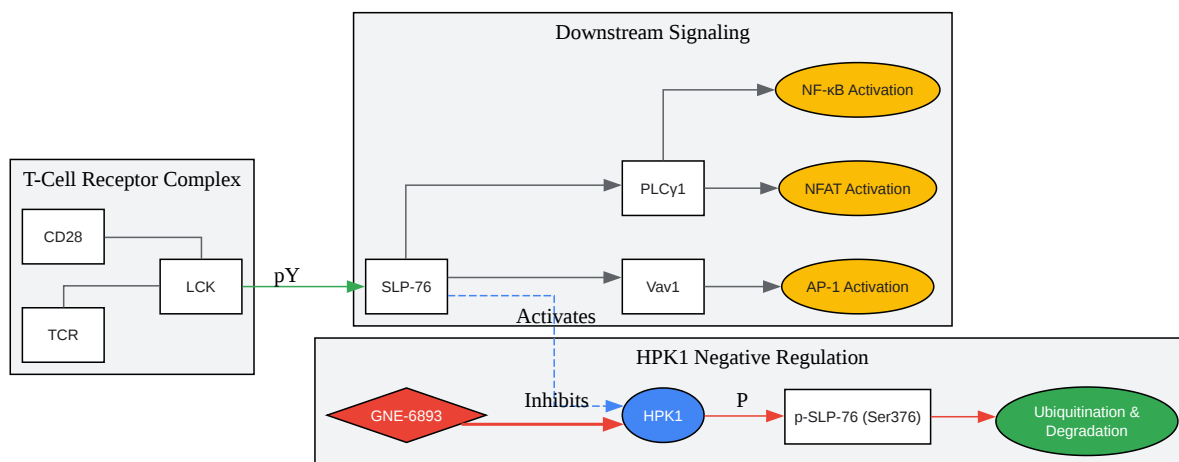 Downstream Signaling
NF-κB Activation
T-Cell Receptor Complex
PLCγ1
NFAT Activation
CD28
LCK
pY
SLP-76
Vav1
AP-1 Activation
TCR
Activates
HPK1 Negative Regulation
GNE-6893
Inhibits
HPK1
P
p-SLP-76 (Ser376)
Ubiquitination &
Degradation